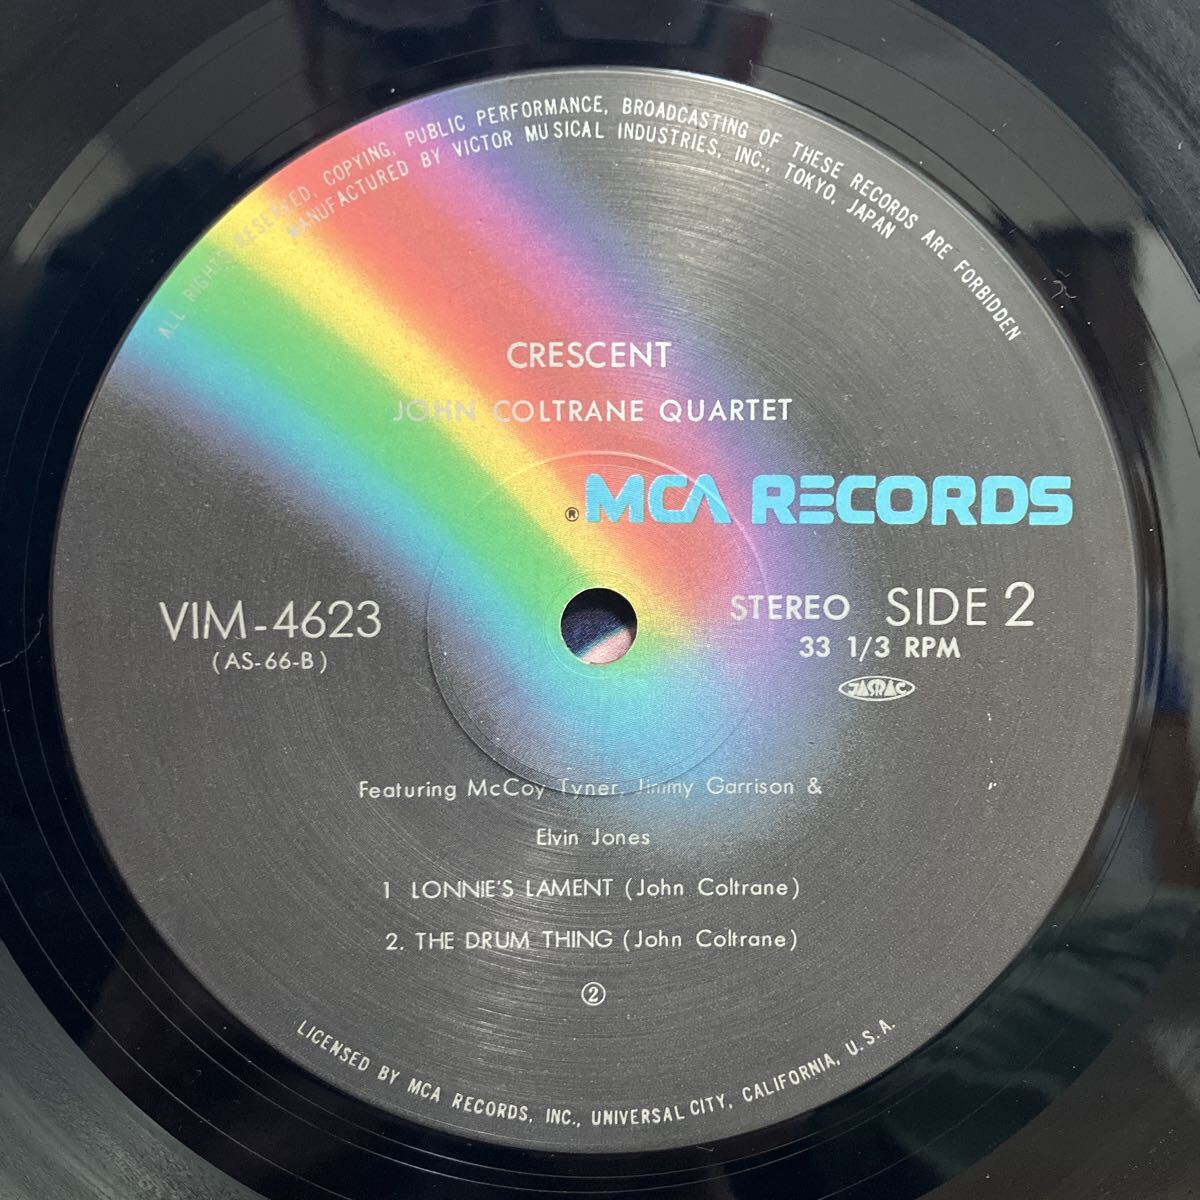 ALL RIGHTS RESERVED, COPYING, PUBLIC PERFORMANCE, BROADCASTING OF THESE RECORDS ARE FORBIDDEN
MANUFACTURED BY VICTOR MUSICAL INDUSTRIES, INC., TOKYO, JAPAN
CRESCENT
JOHN COLTRANE QUARTET
® MCA RECORDS
VIM-4623
(AS-66-B)
STEREO SIDE 2
33 1/3 RPM
JASRAC
Featuring McCoy Tyner, Jimmy Garrison &
Elvin Jones
1 LONNIE'S LAMENT (John Coltrane)
2. THE DRUM THING (John Coltrane)
②
LICENSED BY MCA RECORDS, INC., UNIVERSAL CITY, CALIFORNIA, U.S.A.